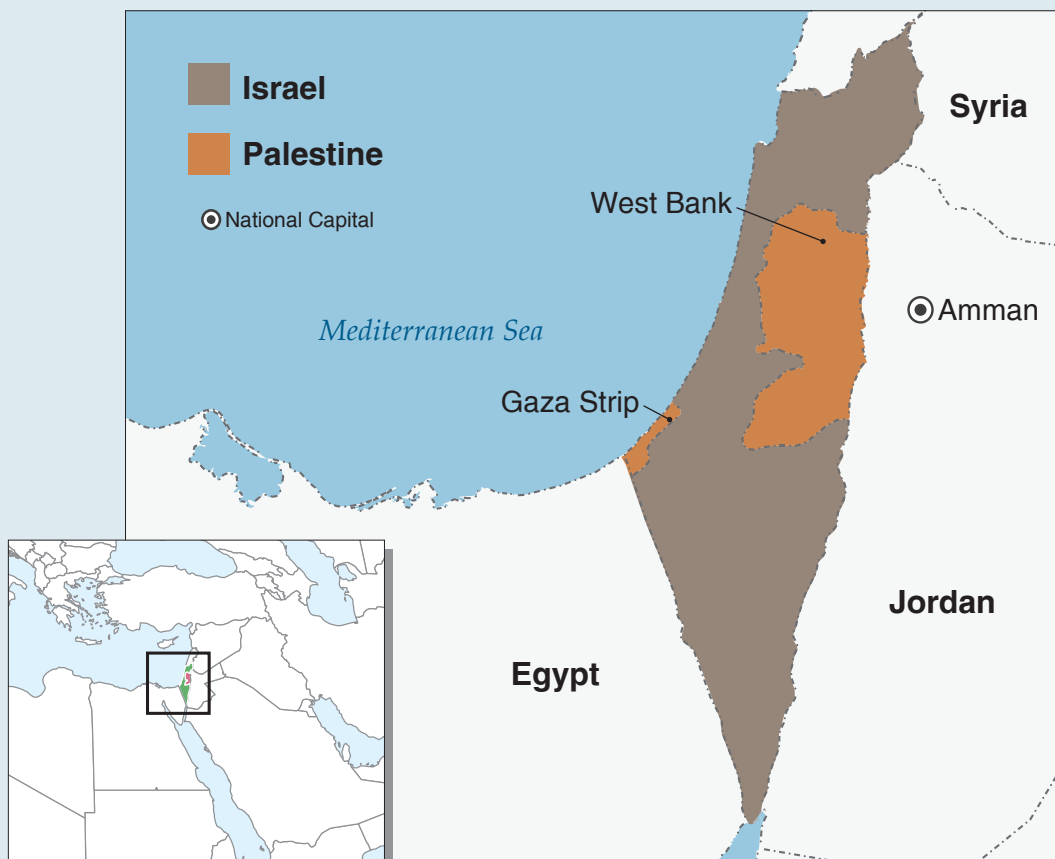 Israel
Palestine
National Capital
Syria
West Bank
Amman
Mediterranean Sea
Gaza Strip
Jordan
Egypt